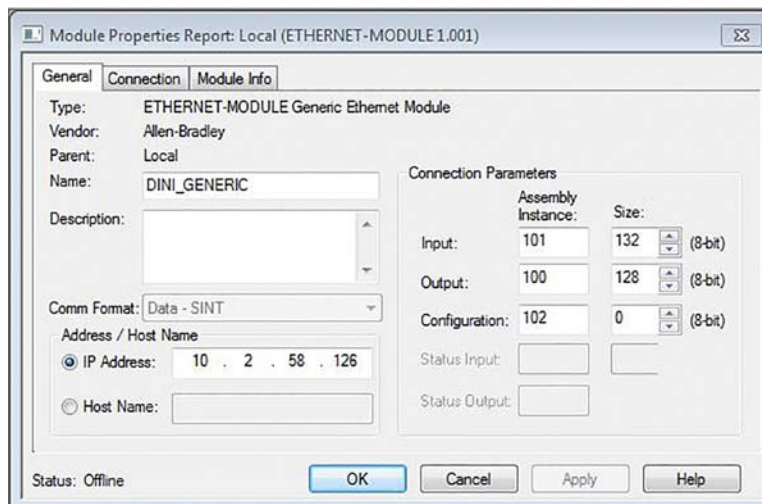 Module Properties Report: Local (ETHERNET-MODULE 1.001)
General Connection Module Info
Type: ETHERNET-MODULE Generic Ethernet Module
Vendor: Allen-Bradley
Parent: Local
Name: DINI_GENERIC
Description:
Comm Format: Data - SINT
Address / Host Name
IP Address: 10 . 2 . 58 . 126
Host Name:
Connection Parameters
Assembly Instance: Size:
Input: 101 132 (8-bit)
Output: 100 128 (8-bit)
Configuration: 102 0 (8-bit)
Status Input:
Status Output:
Status: Offline
OK Cancel Apply Help